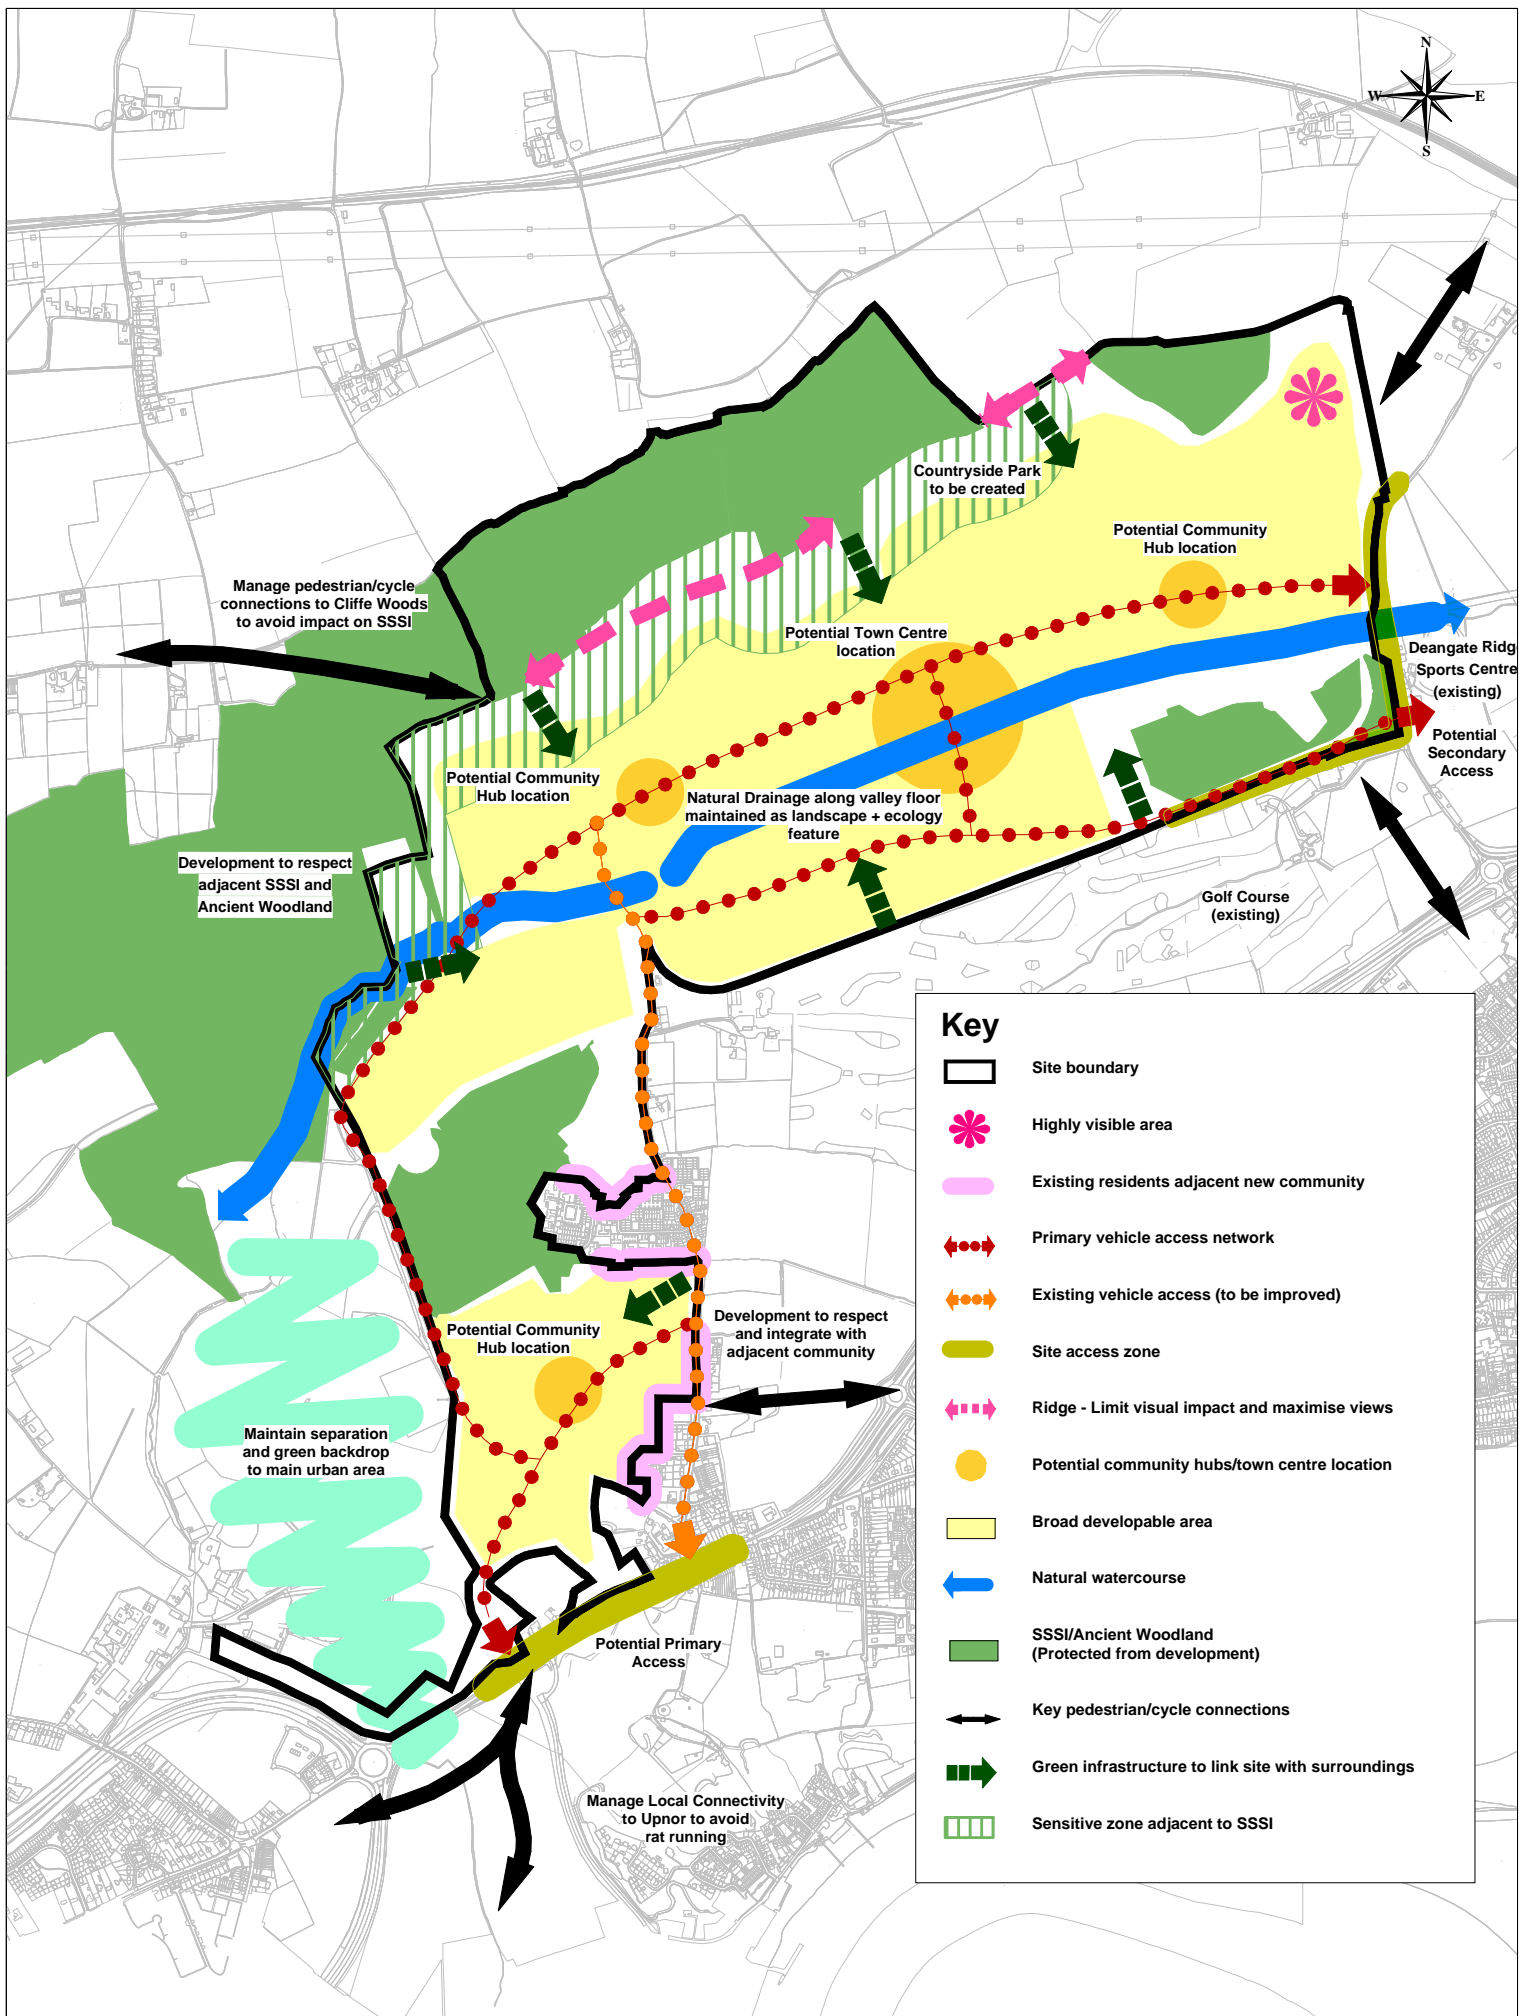 N
W
E
S
Countryside Park
to be created
Potential Community
Hub location
Manage pedestrian/cycle
connections to Cliffe Woods
to avoid impact on SSSI
Potential Town Centre
location
Deangate Ridg
Sports Centre
(existing)
Potential
Secondary
Access
Potential Community
Hub location
Natural Drainage along valley floor
maintained as landscape + ecology
feature
Development to respect
adjacent SSSI and
Ancient Woodland
Golf Course
(existing)
Development to respect
and integrate with
adjacent community
Potential Community
Hub location
Maintain separation
and green backdrop
to main urban area
Potential Primary
Access
Manage Local Connectivity
to Upnor to avoid
rat running
Key
Site boundary
Highly visible area
Existing residents adjacent new community
Primary vehicle access network
Existing vehicle access (to be improved)
Site access zone
Ridge - Limit visual impact and maximise views
Potential community hubs/town centre location
Broad developable area
Natural watercourse
SSSI/Ancient Woodland
(Protected from development)
Key pedestrian/cycle connections
Green infrastructure to link site with surroundings
Sensitive zone adjacent to SSSI